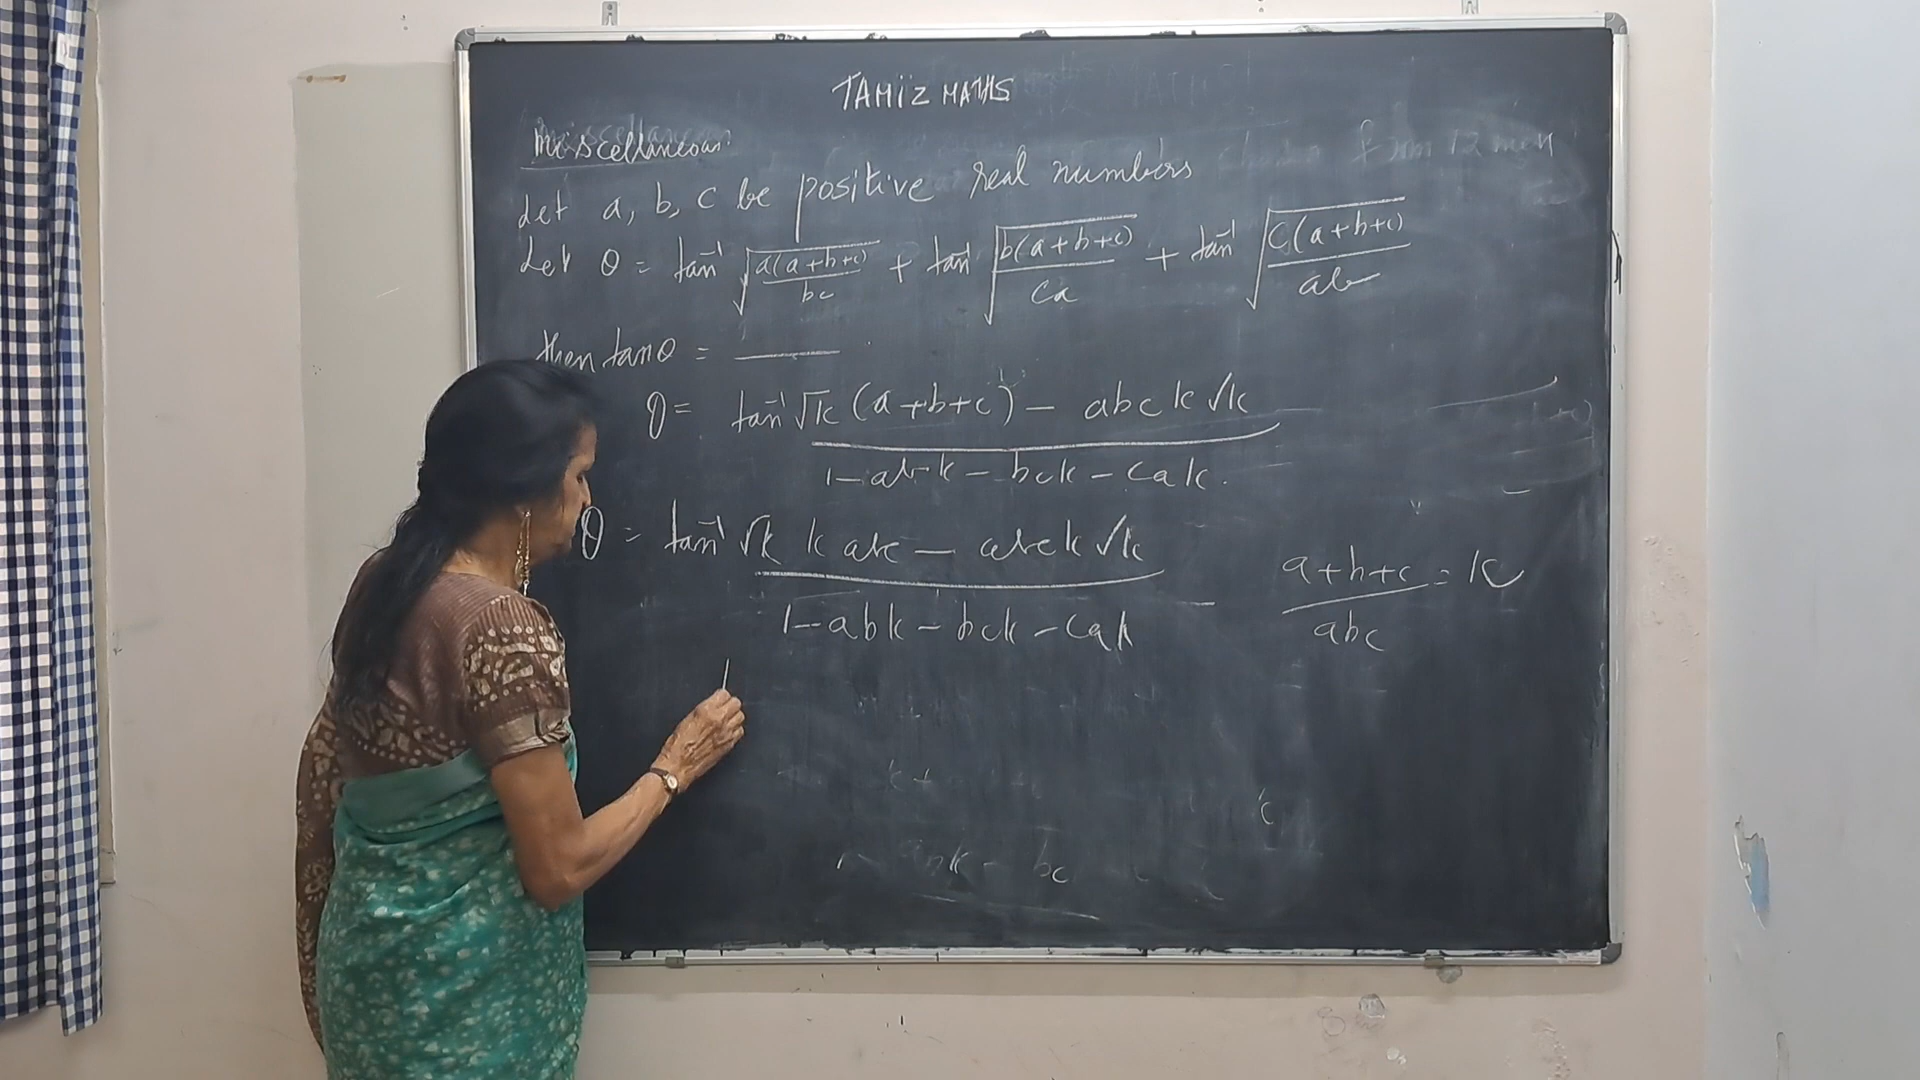 TAMIZ MATHS
Miscellaneous:
Let a, b, c be positive real numbers
Let θ = tan⁻¹ √(a(a+b+c)/bc) + tan⁻¹ √(b(a+b+c)/ca) + tan⁻¹ √(c(a+b+c)/ab)
then tanθ = ______
θ = tan⁻¹ √k (a+b+c) – abc k √k
1 – abk – bck – cak.
θ = tan⁻¹ √k k abc – abck √k
1 – abk – bck – cak
a+b+c = k
abc